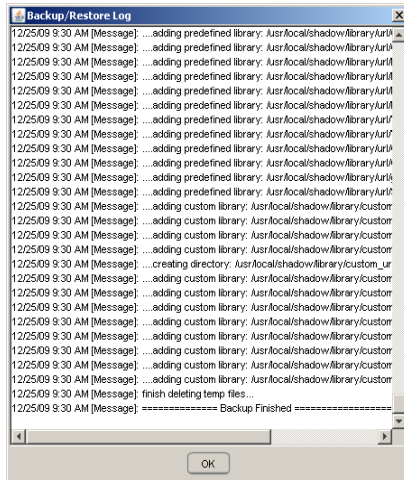 Backup/Restore Log
12/25/09 9:30 AM [Message]: ....adding predefined library: /usr/local/shadow/library/url/
12/25/09 9:30 AM [Message]: ....adding predefined library: /usr/local/shadow/library/url/
12/25/09 9:30 AM [Message]: ....adding predefined library: /usr/local/shadow/library/url/
12/25/09 9:30 AM [Message]: ....adding predefined library: /usr/local/shadow/library/url/
12/25/09 9:30 AM [Message]: ....adding predefined library: /usr/local/shadow/library/url/
12/25/09 9:30 AM [Message]: ....adding predefined library: /usr/local/shadow/library/url/
12/25/09 9:30 AM [Message]: ....adding predefined library: /usr/local/shadow/library/url/
12/25/09 9:30 AM [Message]: ....adding predefined library: /usr/local/shadow/library/url/
12/25/09 9:30 AM [Message]: ....adding predefined library: /usr/local/shadow/library/url/
12/25/09 9:30 AM [Message]: ....adding predefined library: /usr/local/shadow/library/url/
12/25/09 9:30 AM [Message]: ....adding predefined library: /usr/local/shadow/library/url/
12/25/09 9:30 AM [Message]: ....adding predefined library: /usr/local/shadow/library/url/
12/25/09 9:30 AM [Message]: ....adding custom library: /usr/local/shadow/library/custom
12/25/09 9:30 AM [Message]: ....adding custom library: /usr/local/shadow/library/custom
12/25/09 9:30 AM [Message]: ....adding custom library: /usr/local/shadow/library/custom
12/25/09 9:30 AM [Message]: ....adding custom library: /usr/local/shadow/library/custom
12/25/09 9:30 AM [Message]: ....creating directory: /usr/local/shadow/library/custom_ur
12/25/09 9:30 AM [Message]: ....adding custom library: /usr/local/shadow/library/custom
12/25/09 9:30 AM [Message]: ....adding custom library: /usr/local/shadow/library/custom
12/25/09 9:30 AM [Message]: ....adding custom library: /usr/local/shadow/library/custom
12/25/09 9:30 AM [Message]: ....adding custom library: /usr/local/shadow/library/custom
12/25/09 9:30 AM [Message]: ....adding custom library: /usr/local/shadow/library/custom
12/25/09 9:30 AM [Message]: ....adding custom library: /usr/local/shadow/library/custom
12/25/09 9:30 AM [Message]: ....adding custom library: /usr/local/shadow/library/custom
12/25/09 9:30 AM [Message]: ....adding custom library: /usr/local/shadow/library/custom
12/25/09 9:30 AM [Message]: finish deleting temp files...
12/25/09 9:30 AM [Message]: ============== Backup Finished ==================
OK